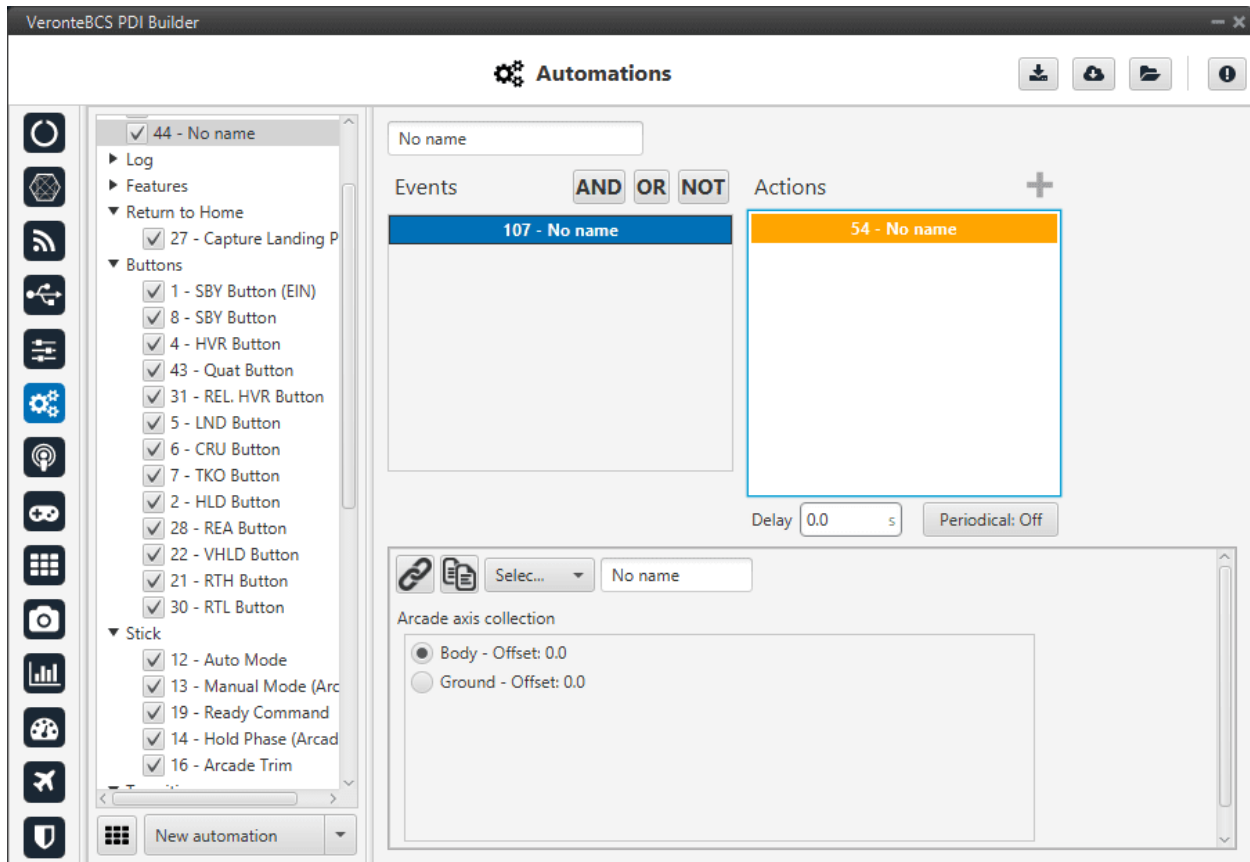 VeronteBCS PDI Builder
Automations
44 - No name
Log
Features
Return to Home
27 - Capture Landing P
Buttons
1 - SBY Button (EIN)
8 - SBY Button
4 - HVR Button
43 - Quat Button
31 - REL. HVR Button
5 - LND Button
6 - CRU Button
7 - TKO Button
2 - HLD Button
28 - REA Button
22 - VHLD Button
21 - RTH Button
30 - RTL Button
Stick
12 - Auto Mode
13 - Manual Mode (Arc
19 - Ready Command
14 - Hold Phase (Arcad
16 - Arcade Trim
New automation
No name
Events AND OR NOT Actions
107 - No name
54 - No name
Delay 0.0 s Periodical: Off
Selec... No name
Arcade axis collection
Body - Offset: 0.0
Ground - Offset: 0.0